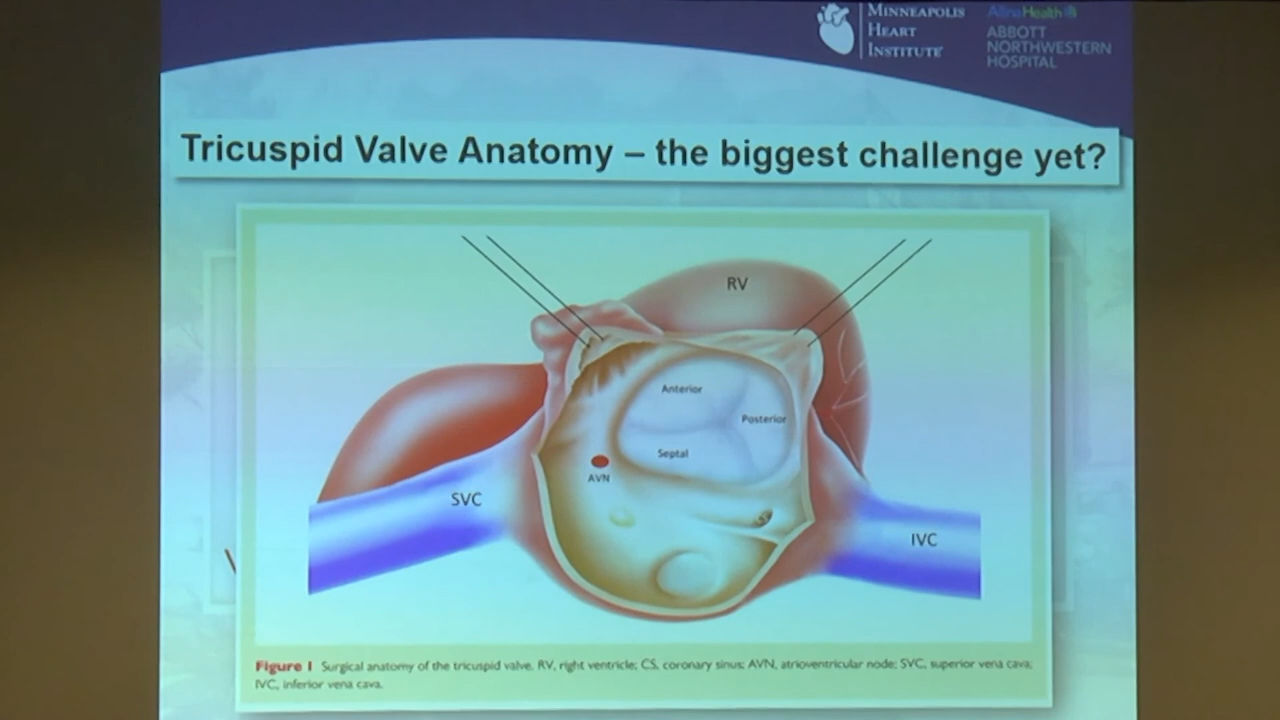 MINNEAPOLIS
HEART
INSTITUTE
AllinaHealth
ABBOTT
NORTHWESTERN
HOSPITAL
Tricuspid Valve Anatomy – the biggest challenge yet?
RV
Anterior
Posterior
Septal
AVN
SVC
IVC
Figure 1 Surgical anatomy of the tricuspid valve. RV, right ventricle; CS, coronary sinus; AVN, atrioventricular node; SVC, superior vena cava;
IVC, inferior vena cava.